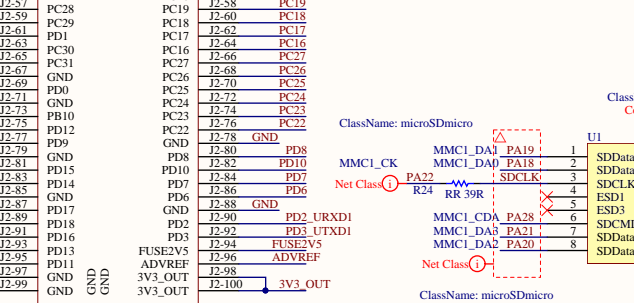 J2-57 PC28 PC19 J2-58 PC19
J2-59 PC29 PC18 J2-60 PC18
J2-61 PD1 PC17 J2-62 PC17
J2-63 PC30 PC16 J2-64 PC16
J2-65 PC31 PC27 J2-66 PC27
J2-67 GND PC26 J2-68 PC26
J2-69 PD0 PC25 J2-70 PC25
J2-71 GND PC24 J2-72 PC24
J2-73 PB10 PC23 J2-74 PC23
J2-75 PD12 PC22 J2-76 PC22
J2-77 PD9 GND J2-78 GND
J2-79 GND PD8 J2-80 PD8
J2-81 PD15 PD10 J2-82 PD10
J2-83 PD14 PD7 J2-84 PD7
J2-85 GND PD6 J2-86 PD6
J2-87 PD17 GND J2-88 GND
J2-89 PD18 PD2 J2-90 PD2_URXD1
J2-91 PD16 PD3 J2-92 PD3_UTXD1
J2-93 PD13 FUSE2V5 J2-94 FUSE2V5
J2-95 PD11 ADVREF J2-96 ADVREF
J2-97 GND GND 3V3_OUT J2-98
J2-99 GND GND 3V3_OUT J2-100 3V3_OUT
ClassName: microSDmicro
Class
U1
MMC1_DA1 PA19 1 SDData
MMC1_CK MMC1_DA0 PA18 2 SDData
Net Class i PA22 R24 RR 39R SDCLK 3 SDCLK
4 ESD1
5 ESD3
MMC1_CDA PA28 6 SDCMD
MMC1_DA3 PA21 7 SDData
MMC1_DA2 PA20 8 SDData
Net Class i
ClassName: microSDmicro